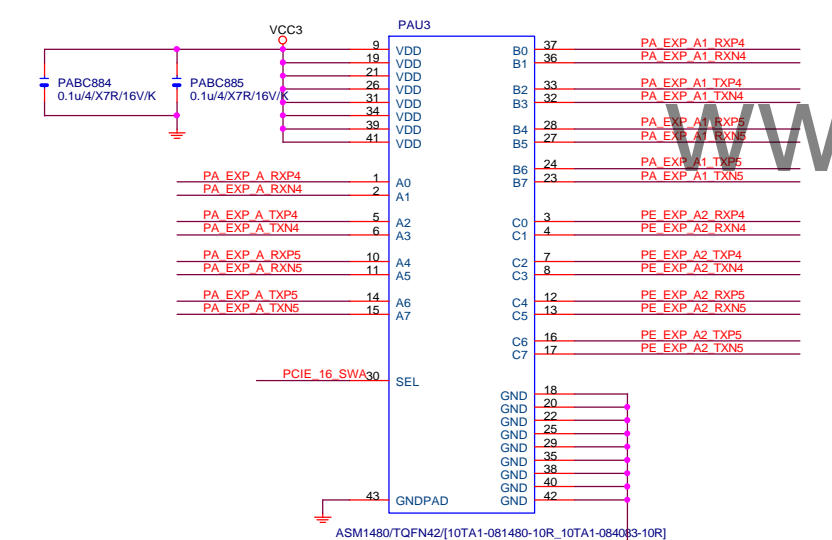 VCC3
PAU3
PABC884
0.1u/4/X7R/16V/K
PABC885
0.1u/4/X7R/16V/K
9 VDD
19 VDD
21 VDD
26 VDD
31 VDD
34 VDD
39 VDD
41 VDD
PA_EXP_A_RXP4 1 A0
PA_EXP_A_RXN4 2 A1
PA_EXP_A_TXP4 5 A2
PA_EXP_A_TXN4 6 A3
PA_EXP_A_RXP5 10 A4
PA_EXP_A_RXN5 11 A5
PA_EXP_A_TXP5 14 A6
PA_EXP_A_TXN5 15 A7
PCIE_16_SWA 30 SEL
43 GNDPAD
B0 37 PA_EXP_A1_RXP4
B1 36 PA_EXP_A1_RXN4
B2 33 PA_EXP_A1_TXP4
B3 32 PA_EXP_A1_TXN4
B4 28 PA_EXP_A1_RXP5
B5 27 PA_EXP_A1_RXN5
B6 24 PA_EXP_A1_TXP5
B7 23 PA_EXP_A1_TXN5
C0 3 PE_EXP_A2_RXP4
C1 4 PE_EXP_A2_RXN4
C2 7 PE_EXP_A2_TXP4
C3 8 PE_EXP_A2_TXN4
C4 12 PE_EXP_A2_RXP5
C5 13 PE_EXP_A2_RXN5
C6 16 PE_EXP_A2_TXP5
C7 17 PE_EXP_A2_TXN5
GND 18
GND 20
GND 22
GND 25
GND 29
GND 35
GND 38
GND 40
GND 42
ASM1480/TQFN42/[10TA1-081480-10R_10TA1-084083-10R]